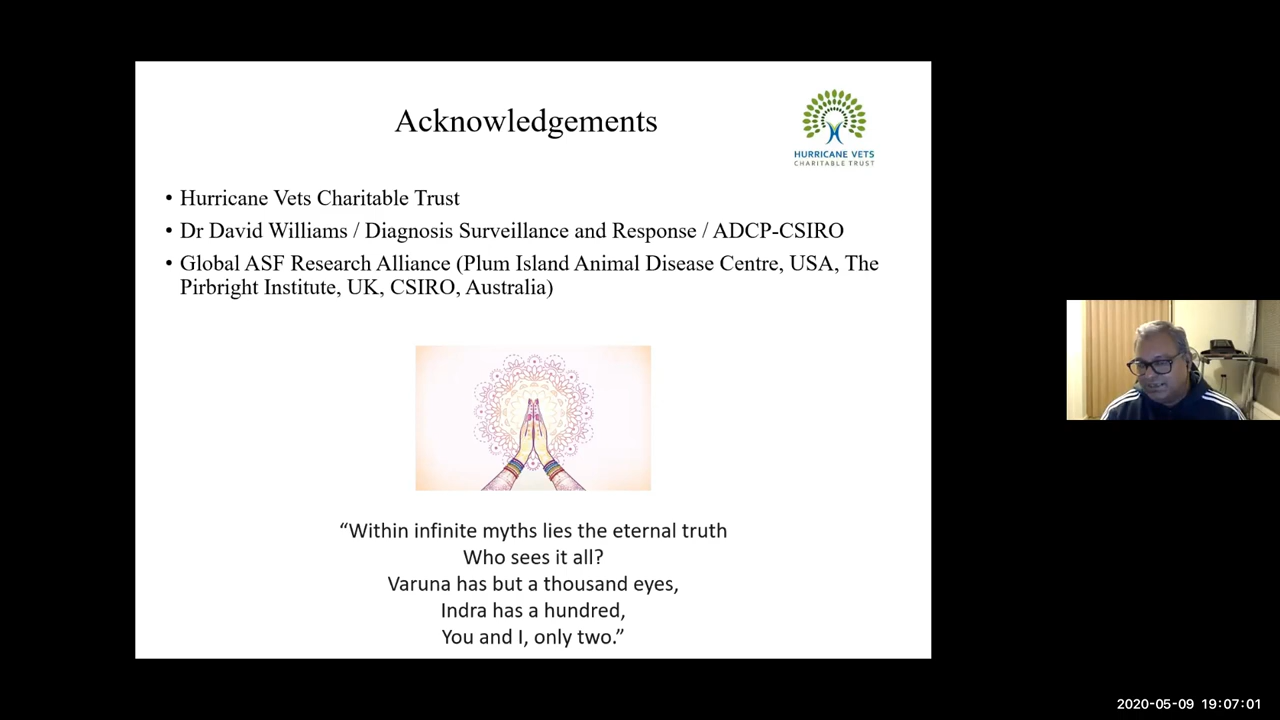 Acknowledgements
HURRICANE VETS
CHARITABLE TRUST
• Hurricane Vets Charitable Trust
• Dr David Williams / Diagnosis Surveillance and Response / ADCP-CSIRO
• Global ASF Research Alliance (Plum Island Animal Disease Centre, USA, The
Pirbright Institute, UK, CSIRO, Australia)
“Within infinite myths lies the eternal truth
Who sees it all?
Varuna has but a thousand eyes,
Indra has a hundred,
You and I, only two.”
2020-05-09 19:07:01